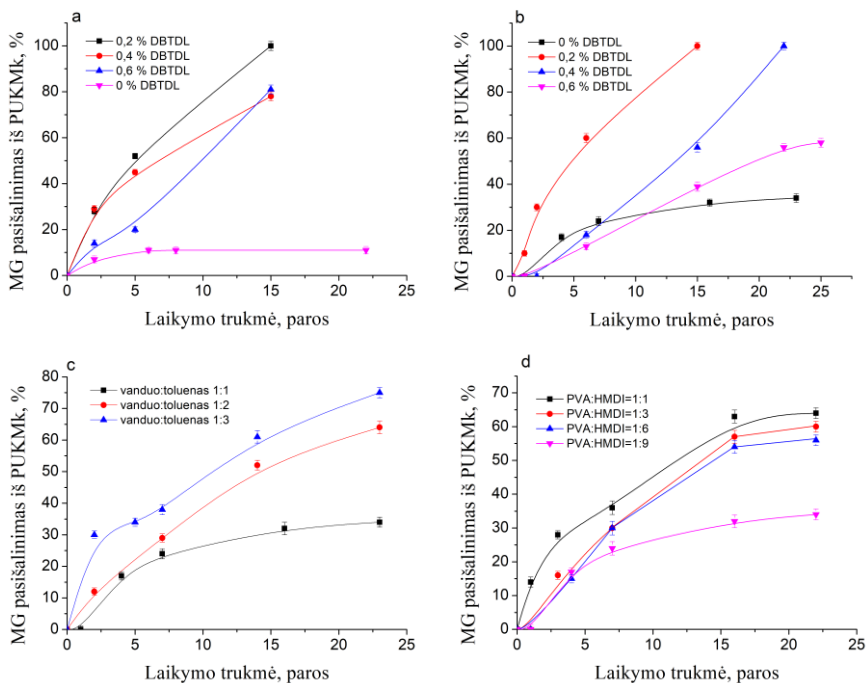 a
0,2 % DBTDL
0,4 % DBTDL
0,6 % DBTDL
0 % DBTDL
MG pasišalinimas iš PUKMk, %
100
80
60
40
20
0
0 5 10 15 20 25
Laikymo trukmė, paros
b
0 % DBTDL
0,2 % DBTDL
0,4 % DBTDL
0,6 % DBTDL
MG pasišalinimas iš PUKMk, %
100
80
60
40
20
0
0 5 10 15 20 25
Laikymo trukmė, paros
c
vanduo:toluenas 1:1
vanduo:toluenas 1:2
vanduo:toluenas 1:3
MG pasišalinimas iš PUKMk, %
80
70
60
50
40
30
20
10
0
0 5 10 15 20 25
Laikymo trukmė, paros
d
PVA:HMDI=1:1
PVA:HMDI=1:3
PVA:HMDI=1:6
PVA:HMDI=1:9
MG pasišalinimas iš PUKMk, %
70
60
50
40
30
20
10
0
0 5 10 15 20 25
Laikymo trukmė, paros